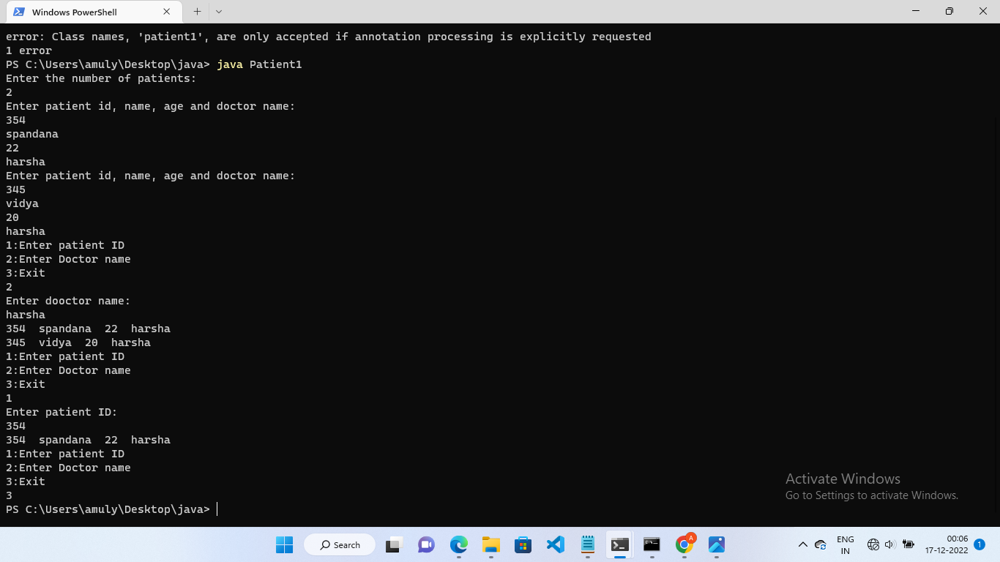 Windows PowerShell
error: Class names, 'patient1', are only accepted if annotation processing is explicitly requested
1 error
PS C:\Users\amuly\Desktop\java> java Patient1
Enter the number of patients:
2
Enter patient id, name, age and doctor name:
354
spandana
22
harsha
Enter patient id, name, age and doctor name:
345
vidya
20
harsha
1:Enter patient ID
2:Enter Doctor name
3:Exit
2
Enter dooctor name:
harsha
354  spandana  22  harsha
345  vidya  20  harsha
1:Enter patient ID
2:Enter Doctor name
3:Exit
1
Enter patient ID:
354
354  spandana  22  harsha
1:Enter patient ID
2:Enter Doctor name
3:Exit
3
PS C:\Users\amuly\Desktop\java>
Activate Windows
Go to Settings to activate Windows.
Search
A
ENG
IN
00:06
17-12-2022
1